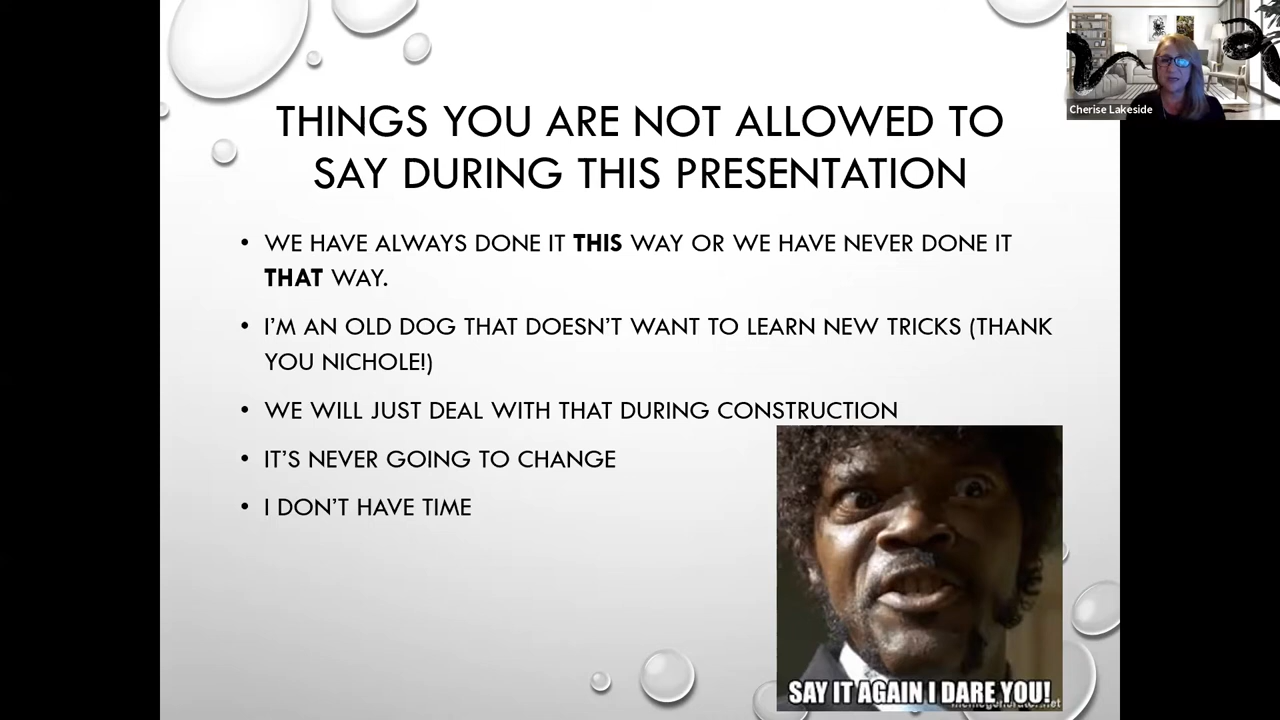 THINGS YOU ARE NOT ALLOWED TO
SAY DURING THIS PRESENTATION
• WE HAVE ALWAYS DONE IT THIS WAY OR WE HAVE NEVER DONE IT
THAT WAY.
• I’M AN OLD DOG THAT DOESN’T WANT TO LEARN NEW TRICKS (THANK
YOU NICHOLE!)
• WE WILL JUST DEAL WITH THAT DURING CONSTRUCTION
• IT’S NEVER GOING TO CHANGE
• I DON’T HAVE TIME
SAY IT AGAIN I DARE YOU!
memegenerator.net
Cherise Lakeside